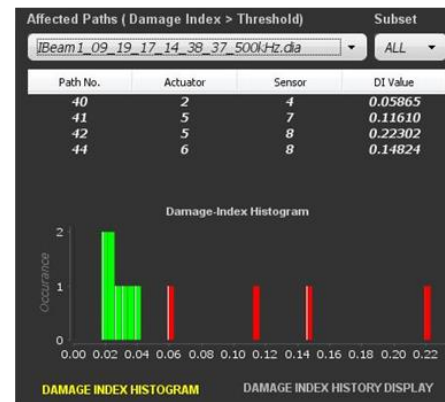 Affected Paths ( Damage Index > Threshold) Subset
IBeam1_09_19_17_14_38_37_500kHz.dia ALL
Path No. Actuator Sensor DI Value
40 2 4 0.05865
41 5 7 0.11610
42 5 8 0.22302
44 6 8 0.14824
Damage-Index Histogram
2
Occurance
1
0
0.00 0.02 0.04 0.06 0.08 0.10 0.12 0.14 0.16 0.18 0.20 0.22
DAMAGE INDEX HISTOGRAM DAMAGE INDEX HISTORY DISPLAY